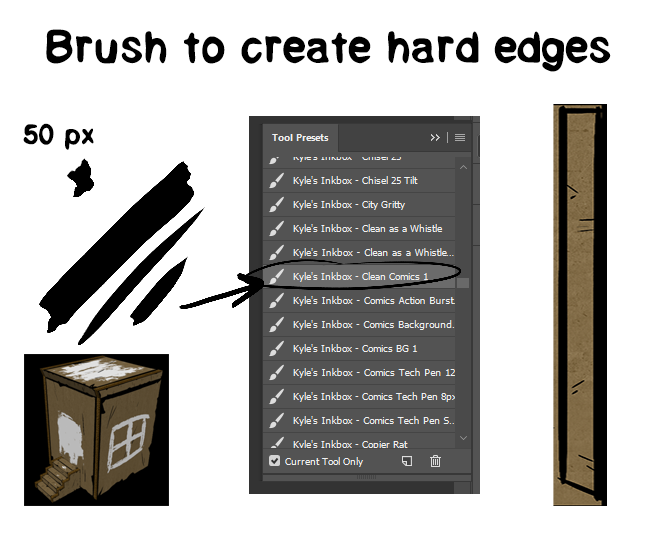 Brush to create hard edges
50 px
Tool Presets
Kyle's Inkbox - Chisel 25
Kyle's Inkbox - Chisel 25 Tilt
Kyle's Inkbox - City Gritty
Kyle's Inkbox - Clean as a Whistle
Kyle's Inkbox - Clean as a Whistle...
Kyle's Inkbox - Clean Comics 1
Kyle's Inkbox - Comics Action Burst
Kyle's Inkbox - Comics Background.
Kyle's Inkbox - Comics BG 1
Kyle's Inkbox - Comics Tech Pen 12
Kyle's Inkbox - Comics Tech Pen 8px
Kyle's Inkbox - Comics Tech Pen S..
Kyle's Inkbox - Copier Rat
Current Tool Only